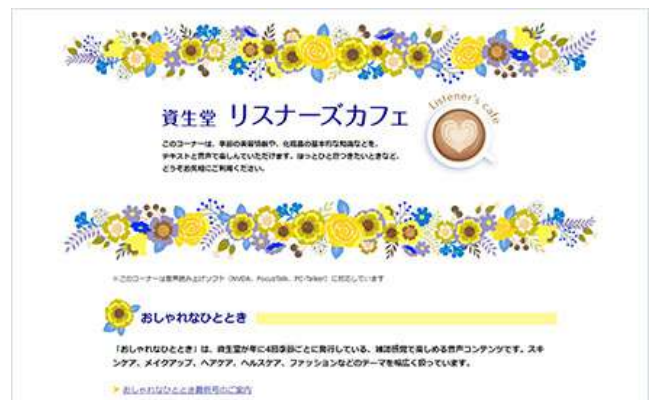 資生堂 リスナーズカフェ
Listener's cafe
このコーナーは、季節の美容情報や、化粧品の基本的な知識などを、
テキストと音声で楽しんでいただけます。ほっとひと息つきたいときなど、
どうぞお気軽にご利用ください。
※このコーナーは音声読み上げソフト（NVDA、FocusTalk、PC-Talker）に対応しています
おしゃれなひととき
「おしゃれなひととき」は、資生堂が年に4回季節ごとに発行している、雑誌感覚で楽しめる音声コンテンツです。スキ
ンケア、メイクアップ、ヘアケア、ヘルスケア、ファッションなどのテーマを幅広く扱っています。
おしゃれなひととき最新号のご案内